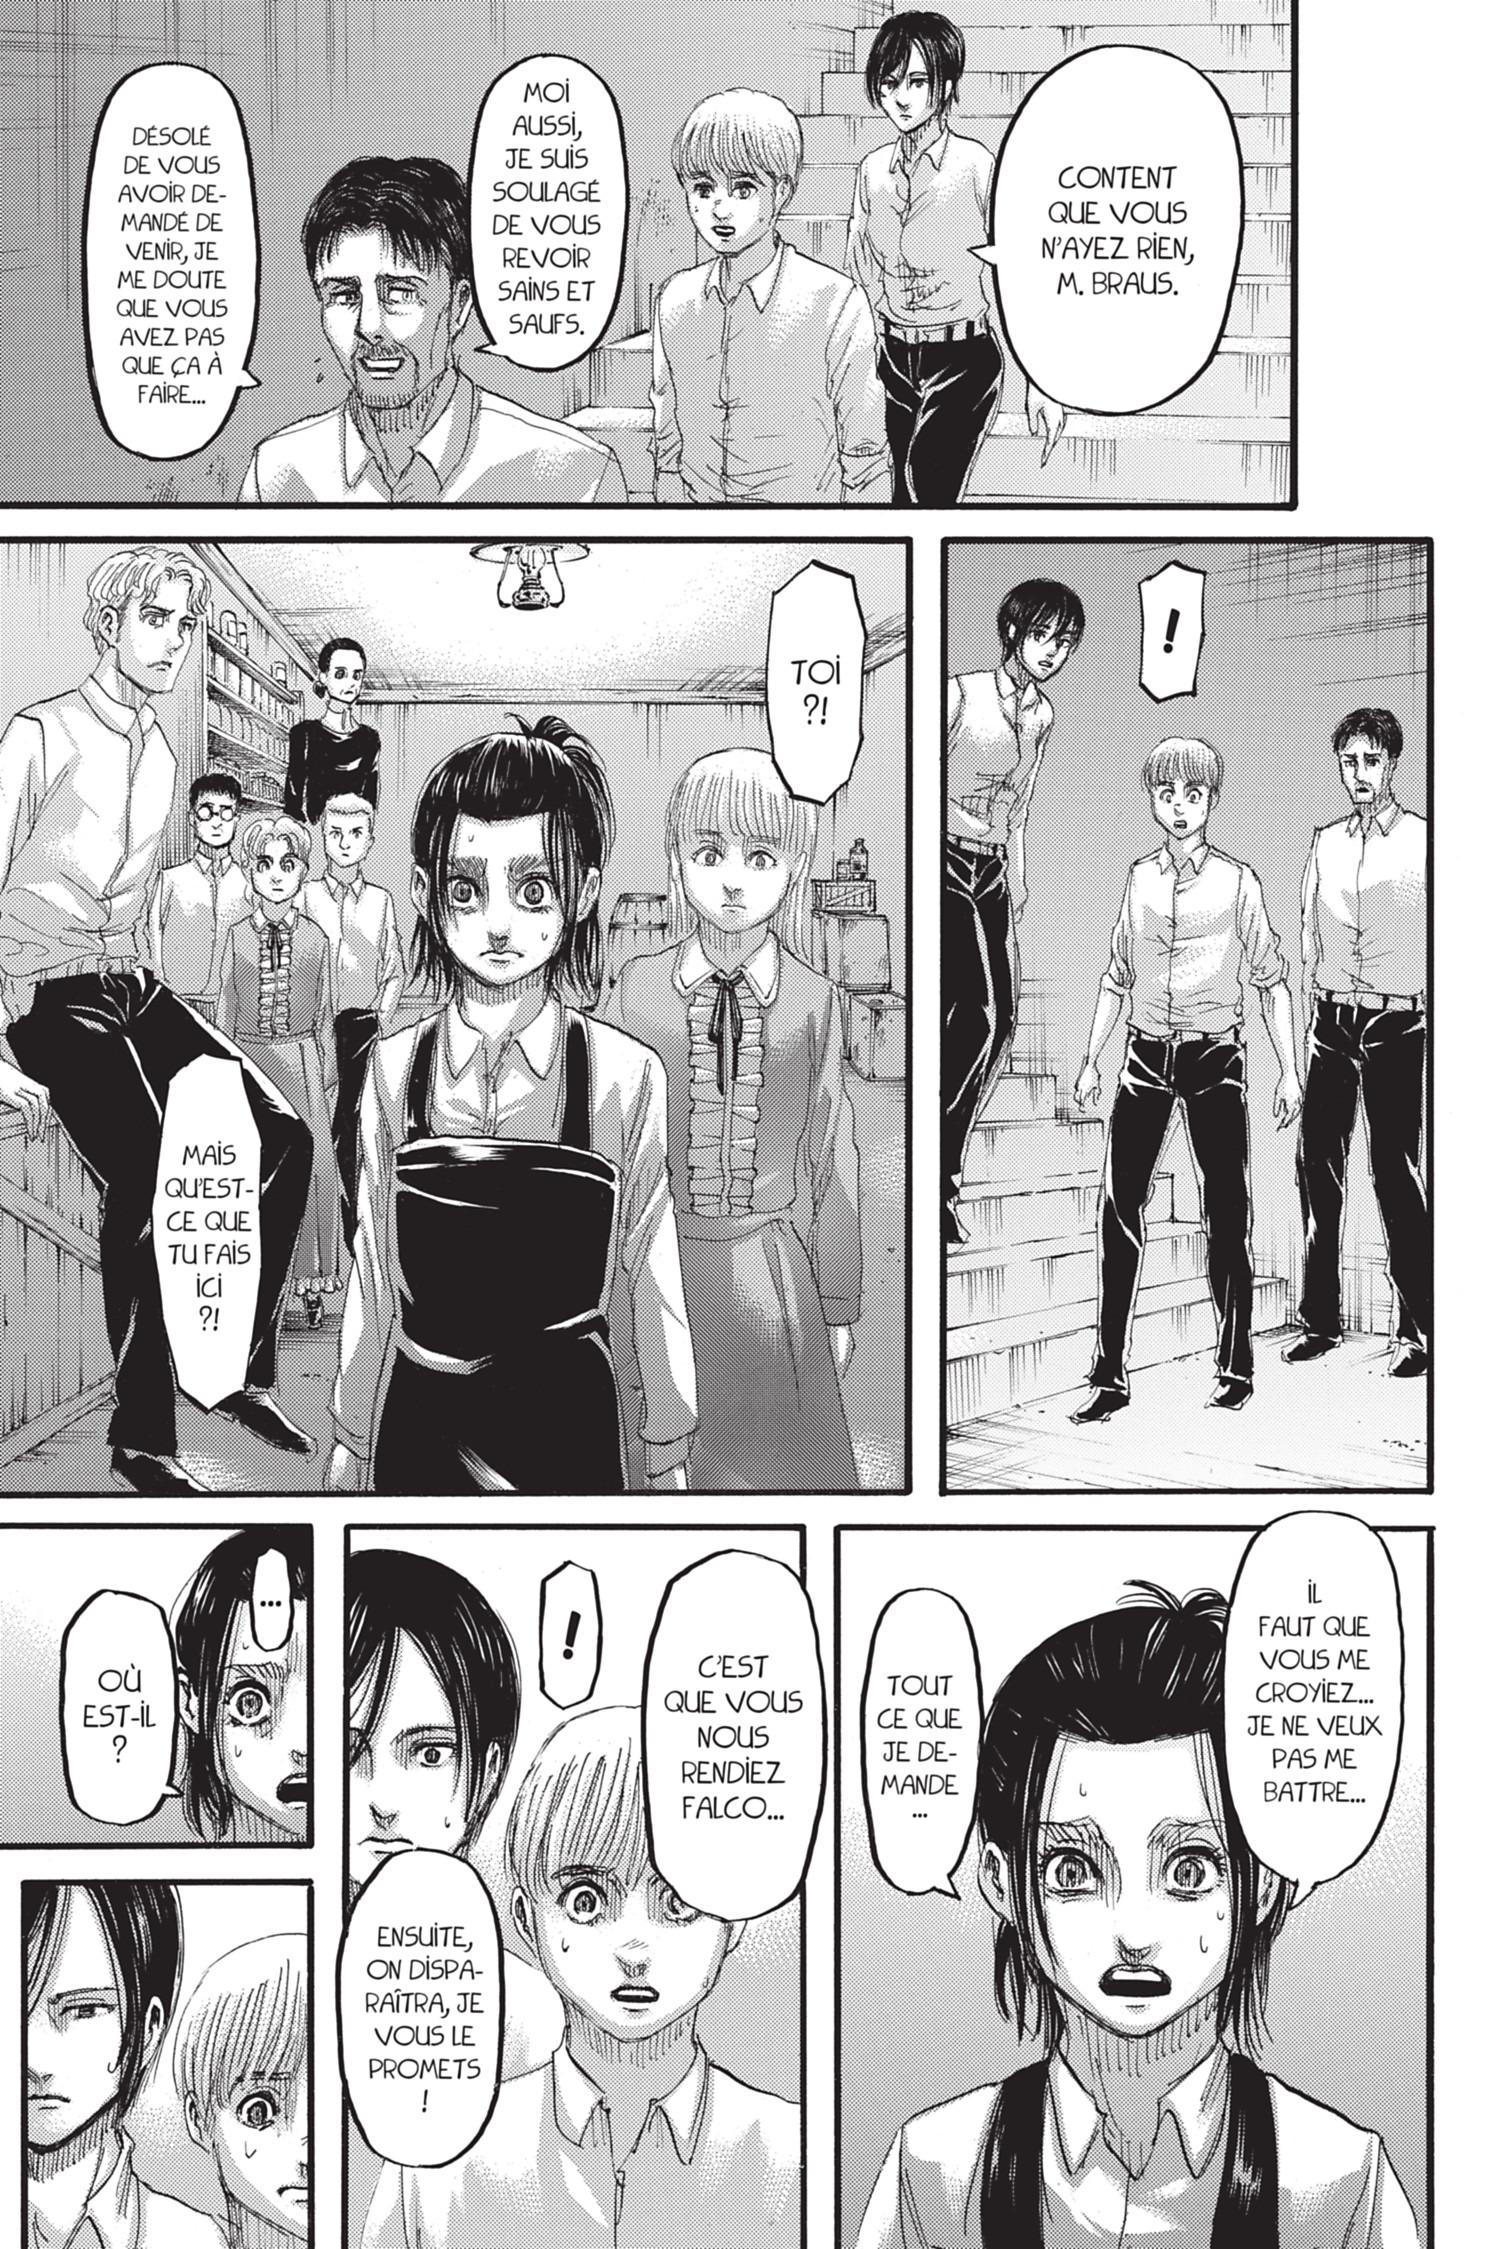 CONTENT
QUE VOUS
N'AYEZ RIEN,
M. BRAUS.
MOI
AUSSI,
JE SUIS
SOULAGÉ
DE VOUS
REVOIR
SAINS ET
SAUFS.
DÉSOLÉ
DE VOUS
AVOIR DE-
MANDÉ DE
VENIR, JE
ME DOUTE
QUE VOUS
AVEZ PAS
QUE ÇA À
FAIRE...
!
TOI
?!
MAIS
QU'EST-
CE QUE
TU FAIS
ICI
?!
IL
FAUT QUE
VOUS ME
CROYIEZ...
JE NE VEUX
PAS ME
BATTRE...
TOUT
CE QUE
JE DE-
MANDE
...
C'EST
QUE VOUS
NOUS
RENDIEZ
FALCO...
!
ENSUITE,
ON DISPA-
RAÎTRA, JE
VOUS LE
PROMETS
!
...
OÙ
EST-IL
?